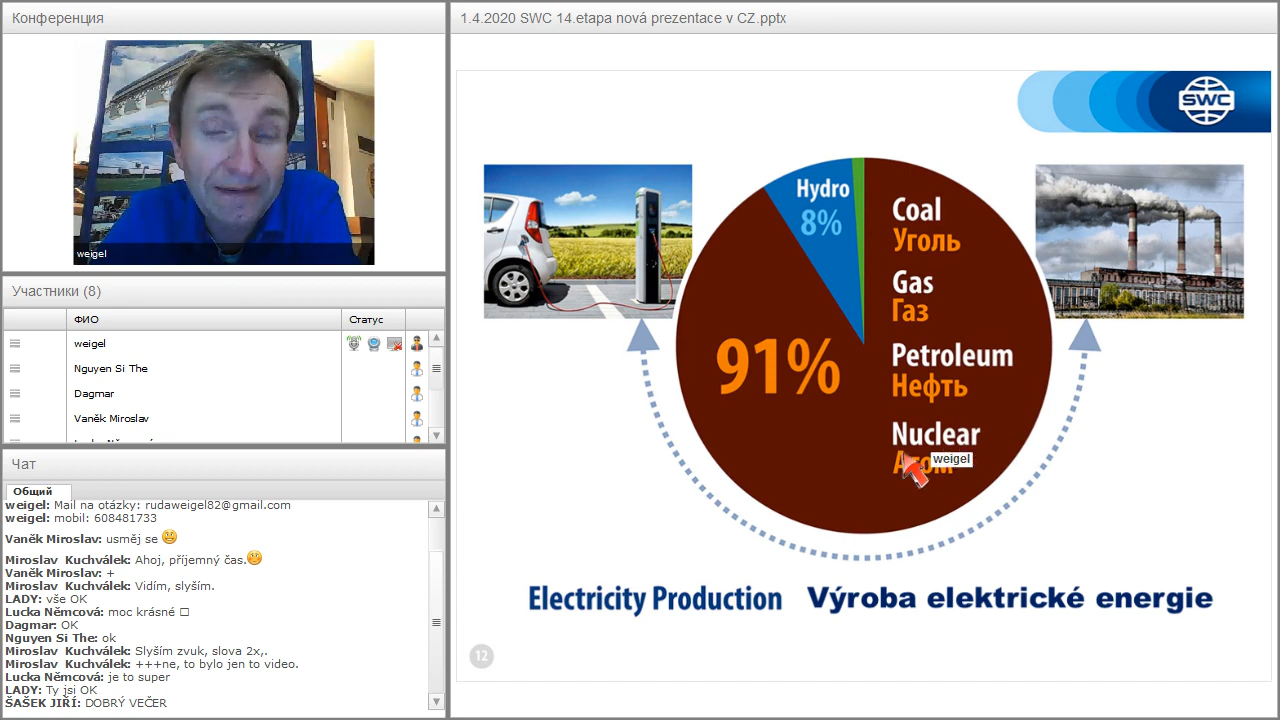 Конференция
weigel
Участники (8)
ФИО
Статус
weigel
Nguyen Si The
Dagmar
Vaněk Miroslav
Чат
Общий
weigel: Mail na otázky: rudaweigel82@gmail.com
weigel: mobil: 608481733
Vaněk Miroslav: usměj se
Miroslav Kuchválek: Ahoj, příjemný čas.
Vaněk Miroslav: +
Miroslav Kuchválek: Vidím, slyším.
LADY: vše OK
Lucka Němcová: moc krásné □
Dagmar: OK
Nguyen Si The: ok
Miroslav Kuchválek: Slyším zvuk, slova 2x,.
Miroslav Kuchválek: +++ne, to bylo jen to video.
Lucka Němcová: je to super
LADY: Ty jsi OK
ŠAŠEK JIŘÍ: DOBRÝ VEČER
1.4.2020 SWC 14.etapa nová prezentace v CZ.pptx
SWC
Hydro
8%
91%
Coal
Уголь
Gas
Газ
Petroleum
Нефть
Nuclear
Атом
weigel
Electricity Production
Výroba elektrické energie
12